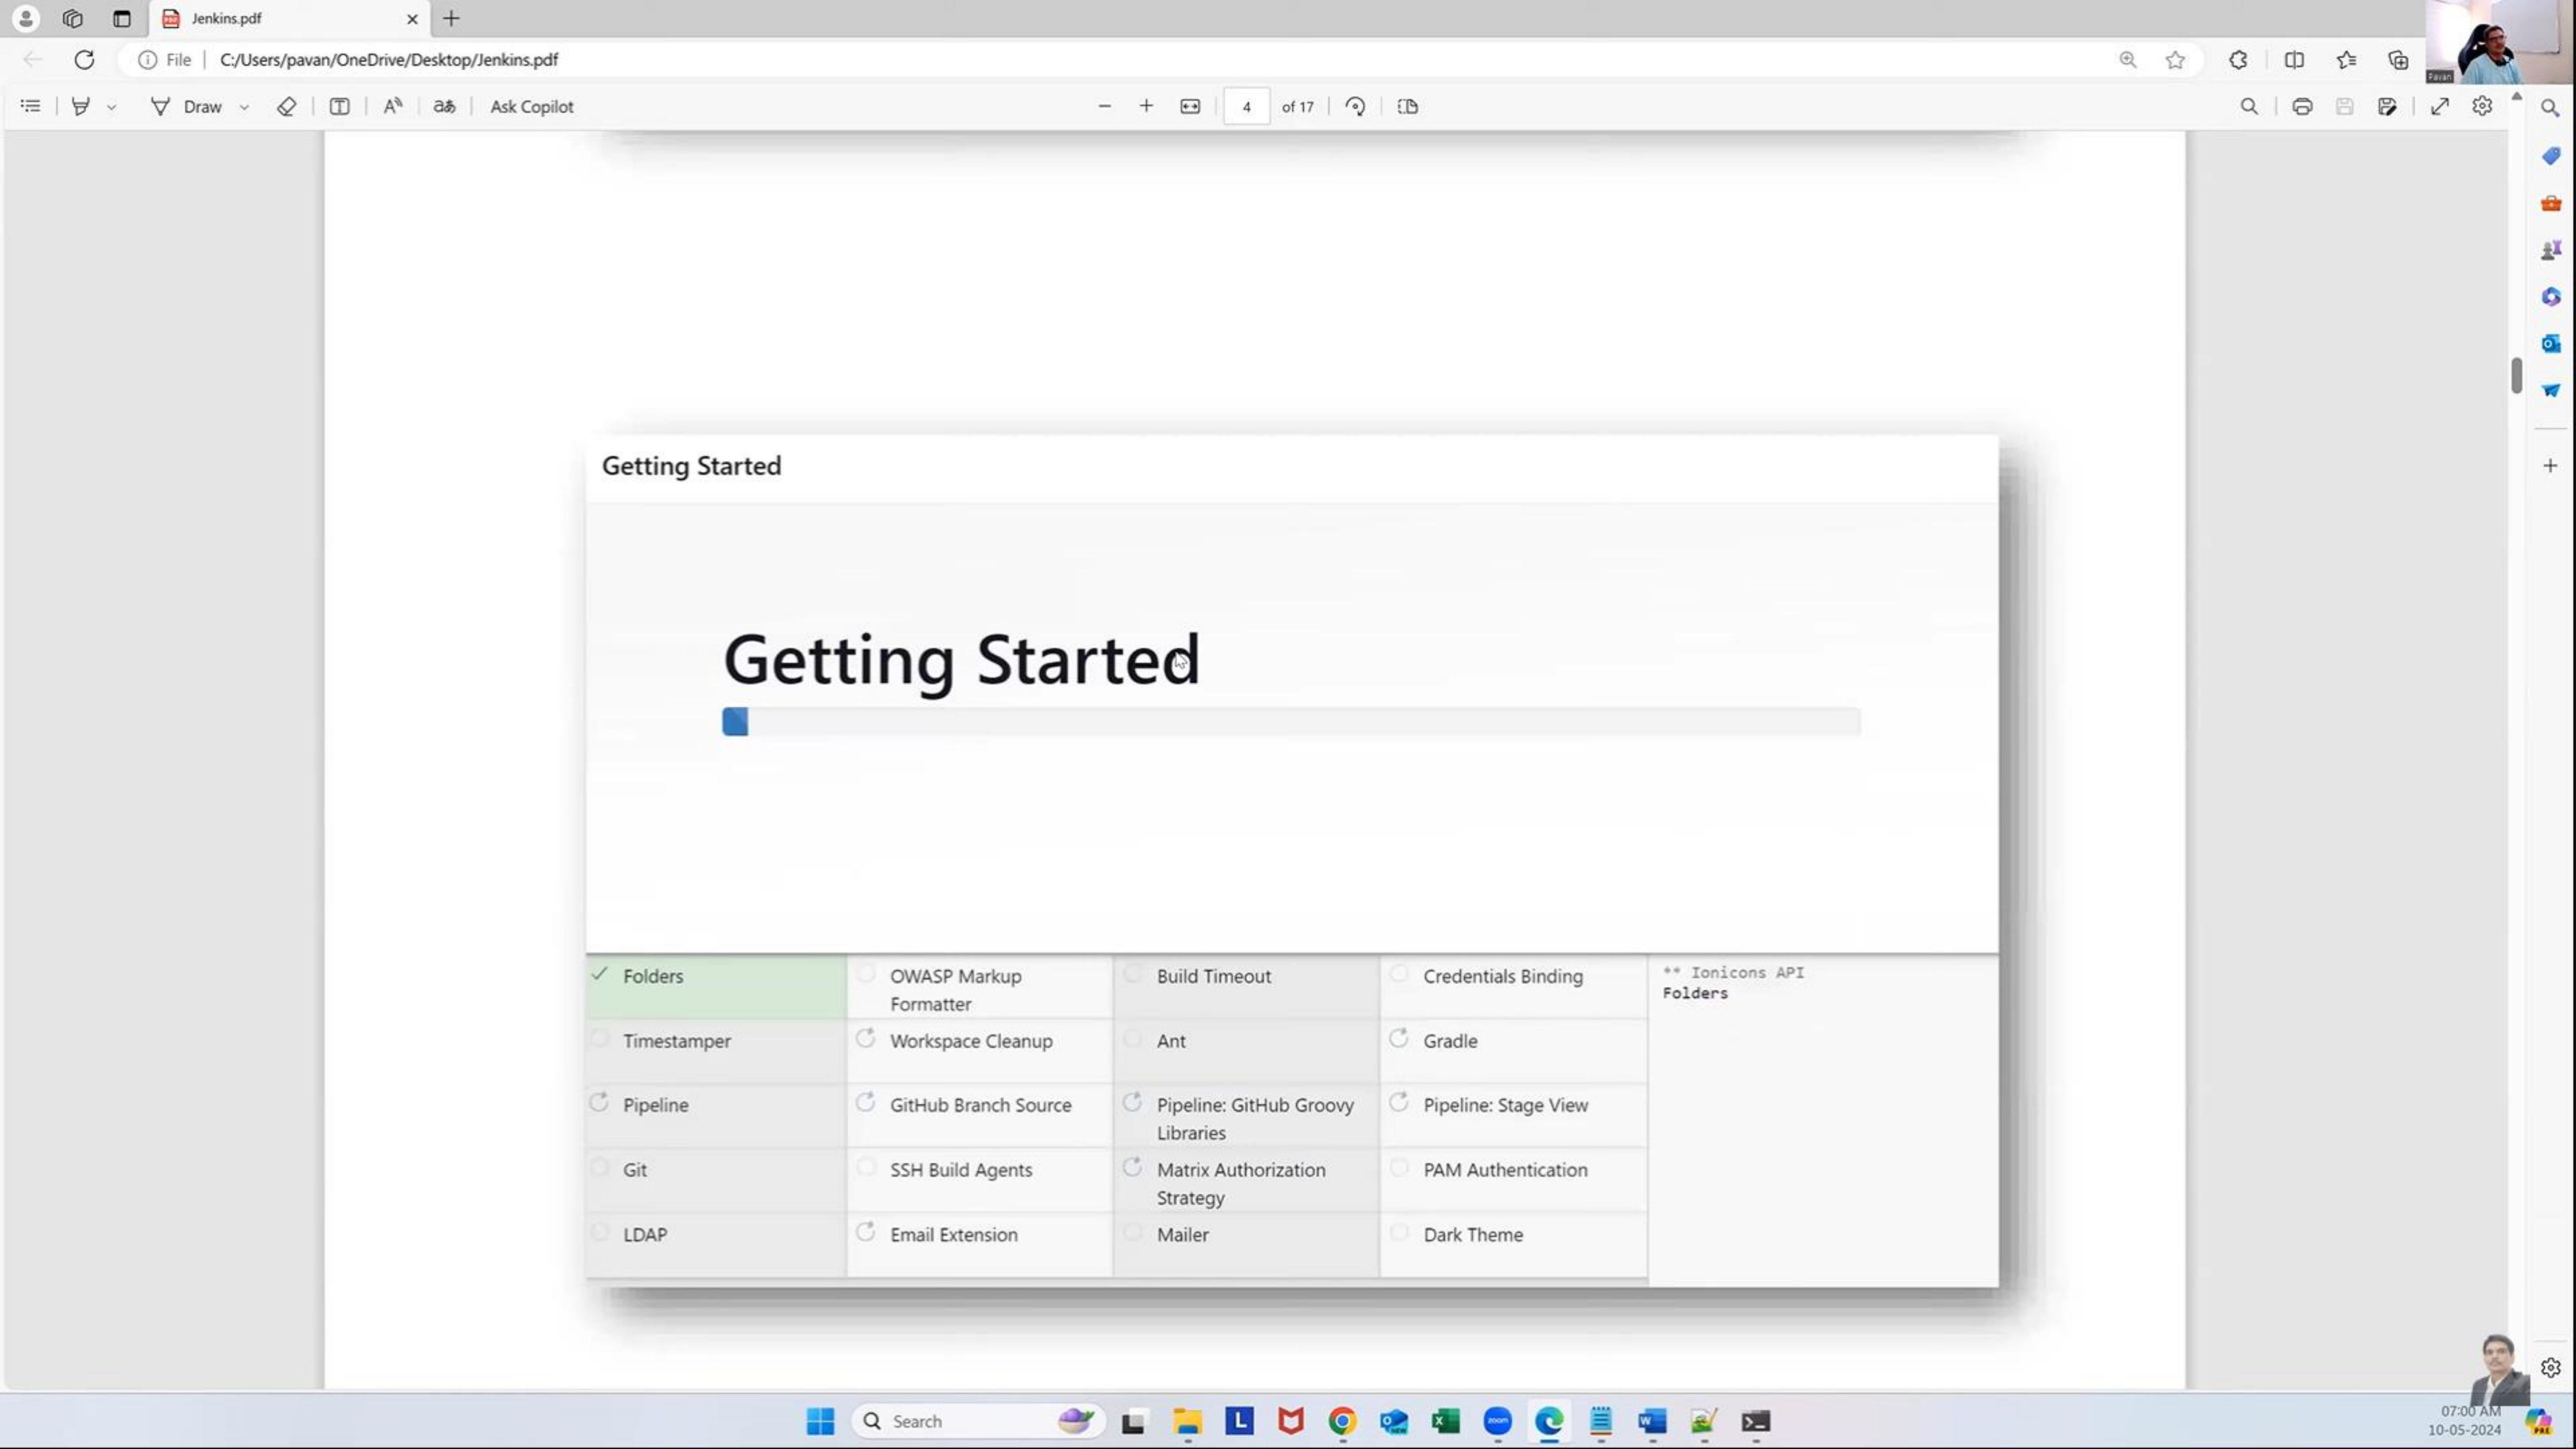 Jenkins.pdf
File
C:/Users/pavan/OneDrive/Desktop/Jenkins.pdf
Pavan
Draw
Ask Copilot
4 of 17
Getting Started
Getting Started
Folders
OWASP Markup
Formatter
Build Timeout
Credentials Binding
** Ionicons API
Folders
Timestamper
Workspace Cleanup
Ant
Gradle
Pipeline
GitHub Branch Source
Pipeline: GitHub Groovy
Libraries
Pipeline: Stage View
Git
SSH Build Agents
Matrix Authorization
Strategy
PAM Authentication
LDAP
Email Extension
Mailer
Dark Theme
Search
07:00 AM
10-05-2024